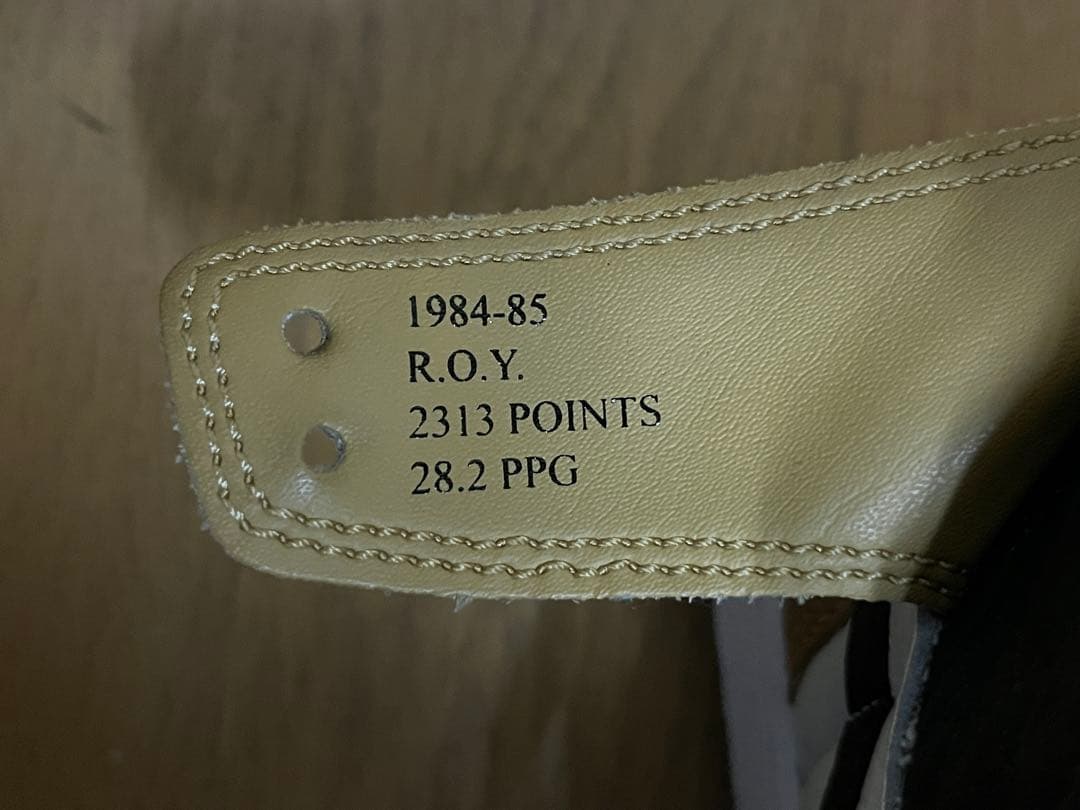 1984-85
R.O.Y.
2313 POINTS
28.2 PPG